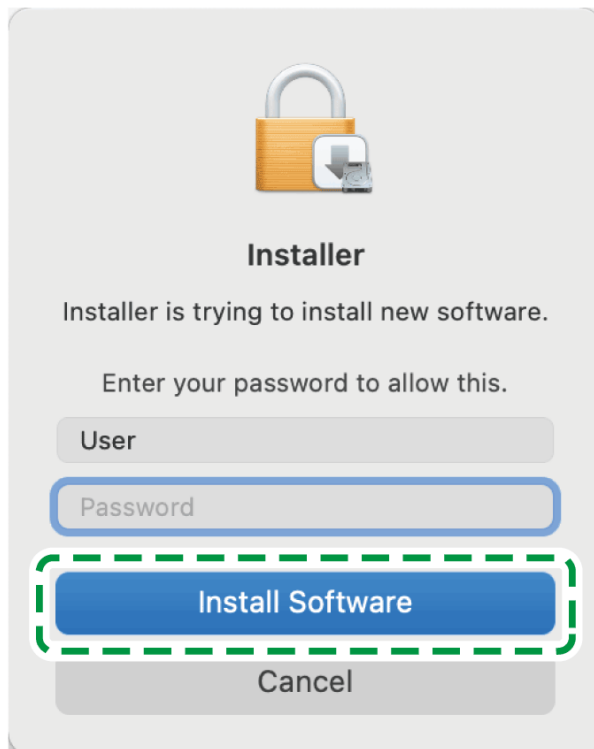 Installer
Installer is trying to install new software.
Enter your password to allow this.
User
Password
Install Software
Cancel